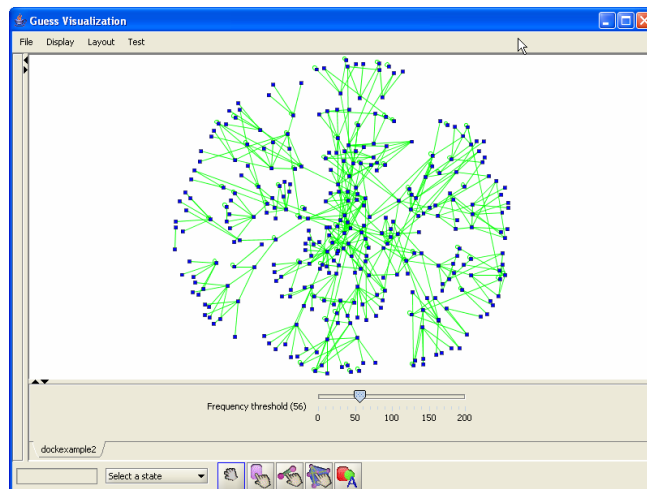 Guess Visualization
File Display Layout Test
Frequency threshold (56)
0 50 100 150 200
dockexample2
Select a state
A